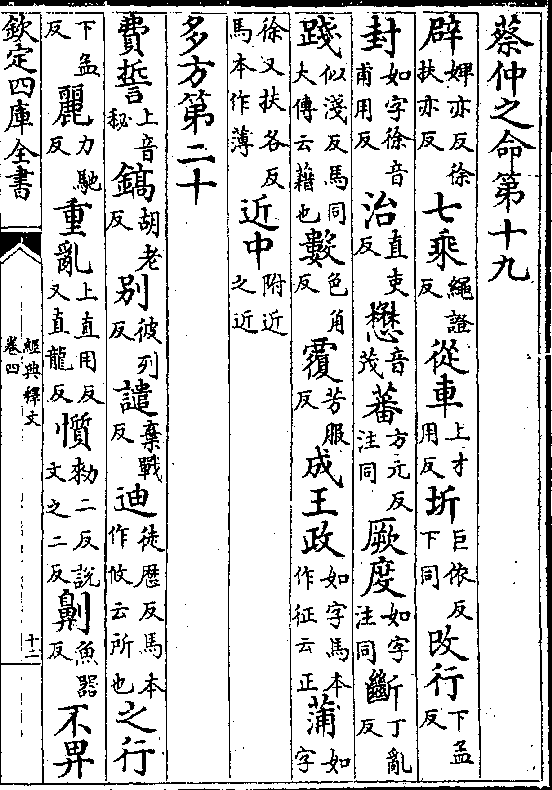 蔡仲之命第十九
辟婢亦反徐扶亦反七乘繩證反從車上才用反圻巨依反下同改行下孟反
封如字徐音甫用反治直吏反懋音茂蕃方元反注同厥度如字注同斷丁亂反
踐似淺反馬同大傳云藉也數色角反覆芳服反成王政如字馬本作征云正蒲如字
徐又扶各反馬本作薄近中附近之近
多方第二十
費誓上音秘鎬胡老反别彼列反譴棄戰反迪徒歴反馬本作攸云所也之行
下孟反麗力馳反重亂上直用反又直龍反懫勑二反説文之二反劓魚器反不畀
欽定四庫全書
經典釋文
卷四
十二